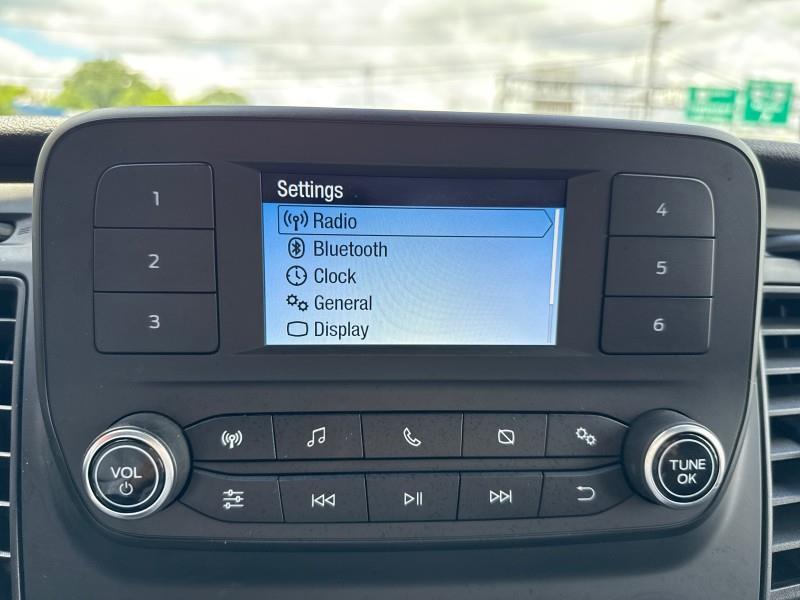 1
2
3
Settings
Radio
Bluetooth
Clock
General
Display
4
5
6
VOL
TUNE
OK